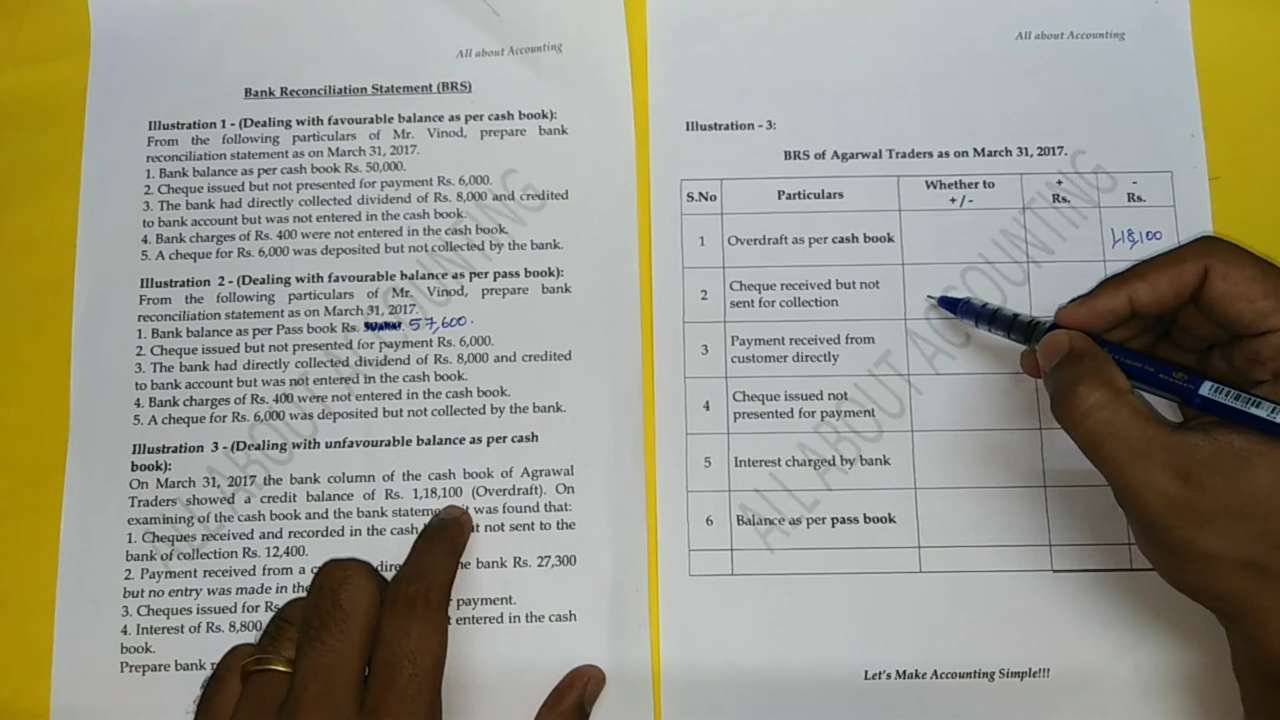 All about Accounting
Bank Reconciliation Statement (BRS)
Illustration 1 - (Dealing with favourable balance as per cash book):
From the following particulars of Mr. Vinod, prepare bank
reconciliation statement as on March 31, 2017.
1. Bank balance as per cash book Rs. 50,000.
2. Cheque issued but not presented for payment Rs. 6,000.
3. The bank had directly collected dividend of Rs. 8,000 and credited
to bank account but was not entered in the cash book.
4. Bank charges of Rs. 400 were not entered in the cash book.
5. A cheque for Rs. 6,000 was deposited but not collected by the bank.
Illustration 2 - (Dealing with favourable balance as per pass book):
From the following particulars of Mr. Vinod, prepare bank
reconciliation statement as on March 31, 2017.
1. Bank balance as per Pass book Rs. 57,600.
2. Cheque issued but not presented for payment Rs. 6,000.
3. The bank had directly collected dividend of Rs. 8,000 and credited
to bank account but was not entered in the cash book.
4. Bank charges of Rs. 400 were not entered in the cash book.
5. A cheque for Rs. 6,000 was deposited but not collected by the bank.
Illustration 3 - (Dealing with unfavourable balance as per cash
book):
On March 31, 2017 the bank column of the cash book of Agrawal
Traders showed a credit balance of Rs. 1,18,100 (Overdraft). On
examining of the cash book and the bank statement it was found that:
1. Cheques received and recorded in the cash not sent to the
bank of collection Rs. 12,400.
2. Payment received from a bank Rs. 27,300
but no entry was made in the
3. Cheques issued for payment.
4. Interest of Rs. 8,800 entered in the cash
book.
Prepare bank
ALL ABOUT ACCOUNTING
All about Accounting
Illustration - 3:
BRS of Agarwal Traders as on March 31, 2017.
S.No Particulars Whether to +/- + Rs. - Rs.
1 Overdraft as per cash book 1,18,100
2 Cheque received but not
sent for collection
3 Payment received from
customer directly
4 Cheque issued not
presented for payment
5 Interest charged by bank
6 Balance as per pass book
ALL ABOUT ACCOUNTING
Let's Make Accounting Simple!!!